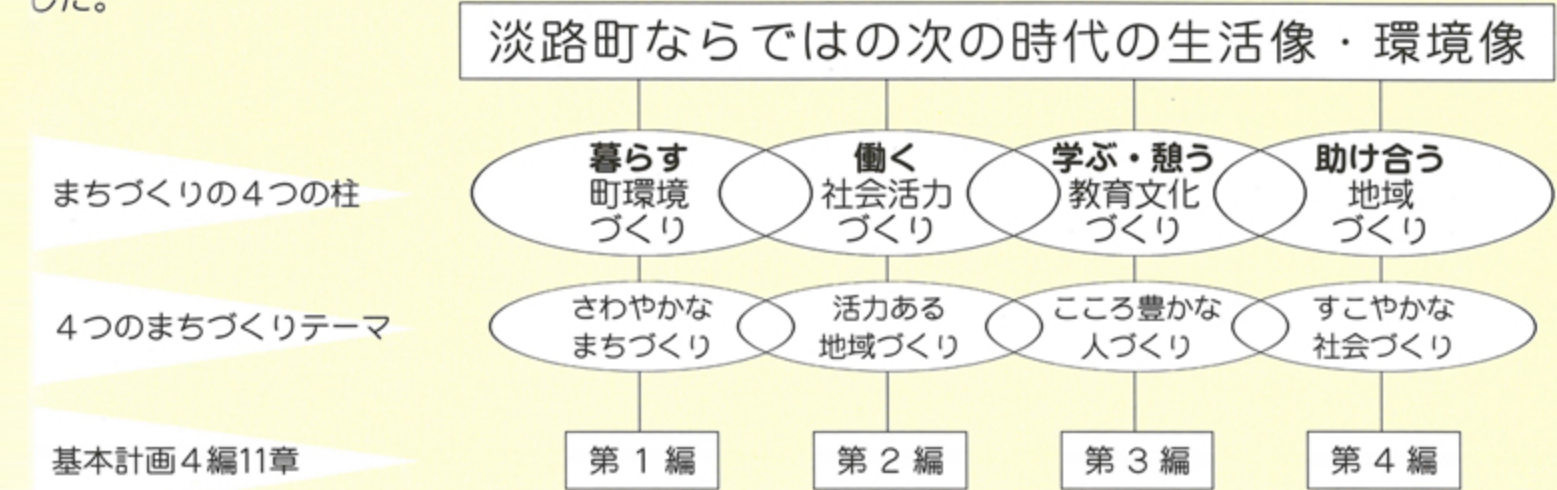 した。
淡路町ならではの次の時代の生活像・環境像
まちづくりの4つの柱
暮らす
町環境
づくり
働く
社会活力
づくり
学ぶ・憩う
教育文化
づくり
助け合う
地域
づくり
4つのまちづくりテーマ
さわやかな
まちづくり
活力ある
地域づくり
こころ豊かな
人づくり
すこやかな
社会づくり
基本計画4編11章
第1編
第2編
第3編
第4編